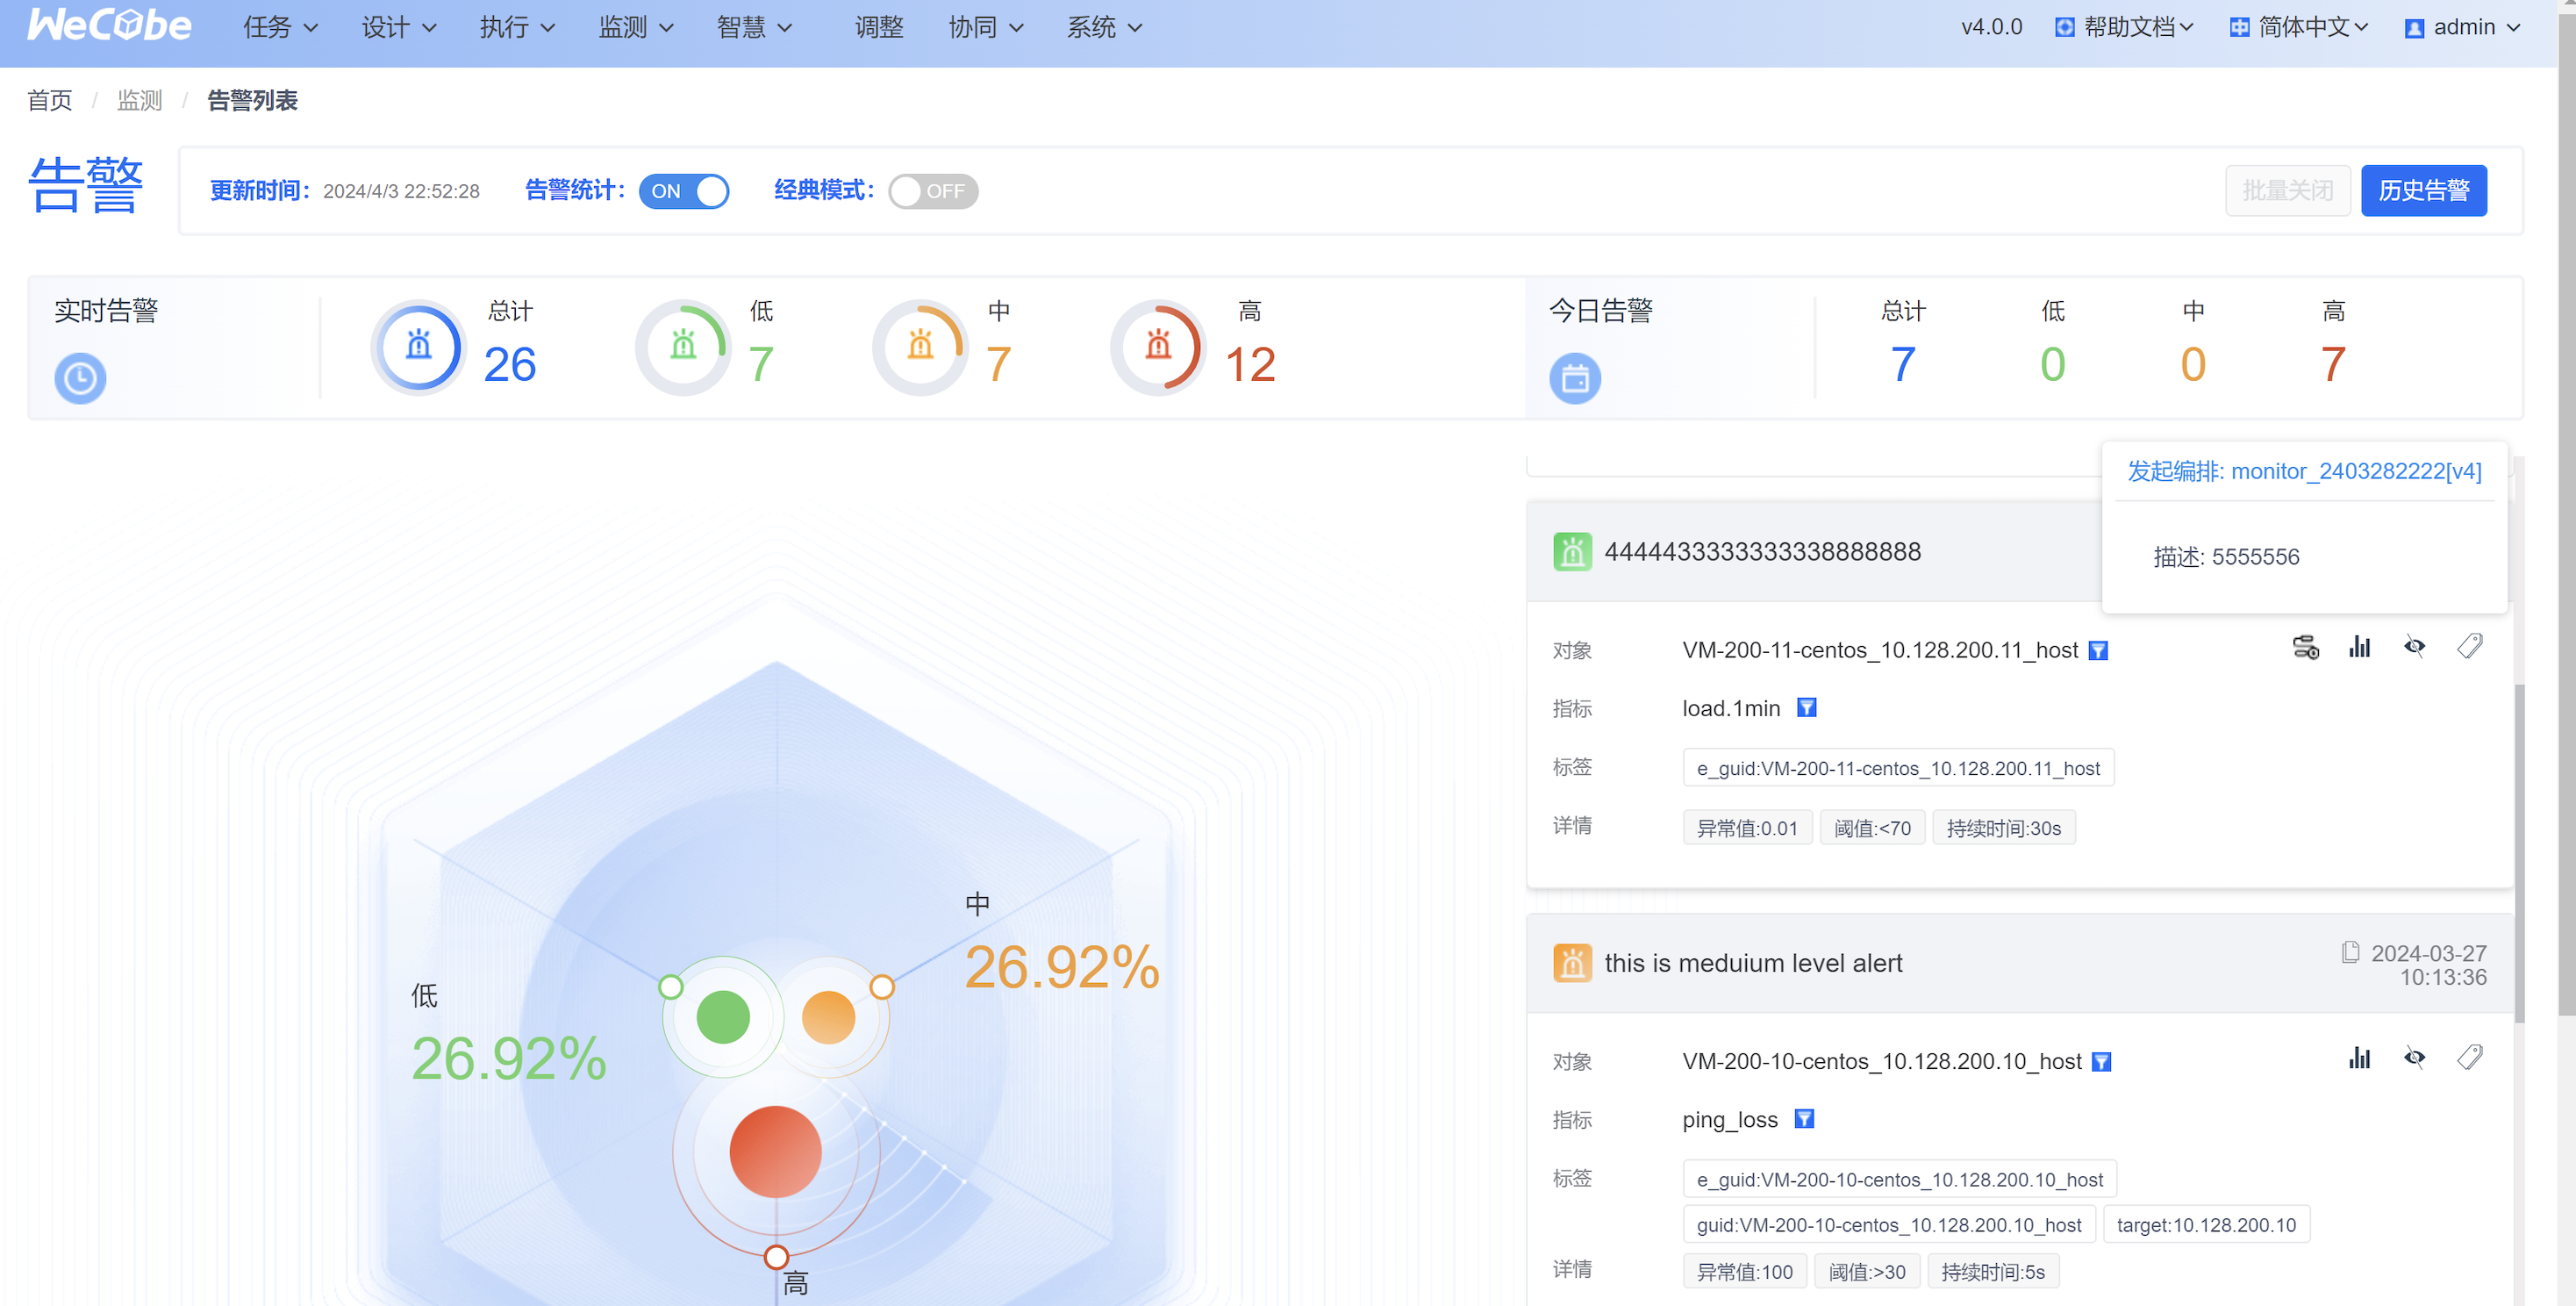 WeCube 任务 设计 执行 监测 智慧 调整 协同 系统 v4.0.0 帮助文档 简体中文 admin
首页 / 监测 / 告警列表
告警 更新时间: 2024/4/3 22:52:28 告警统计: ON 经典模式: OFF 批量关闭 历史告警
实时告警 总计 低 中 高 今日告警 总计 低 中 高
26 7 7 12 7 0 0 7
发起编排: monitor_2403282222[v4]
描述: 5555556
4444433333333338888888
对象 VM-200-11-centos_10.128.200.11_host
指标 load.1min
标签 e_guid:VM-200-11-centos_10.128.200.11_host
详情 异常值:0.01 阈值:<70 持续时间:30s
中
26.92%
低
26.92%
高
this is meduium level alert 2024-03-27
10:13:36
对象 VM-200-10-centos_10.128.200.10_host
指标 ping_loss
标签 e_guid:VM-200-10-centos_10.128.200.10_host
guid:VM-200-10-centos_10.128.200.10_host target:10.128.200.10
详情 异常值:100 阈值:>30 持续时间:5s